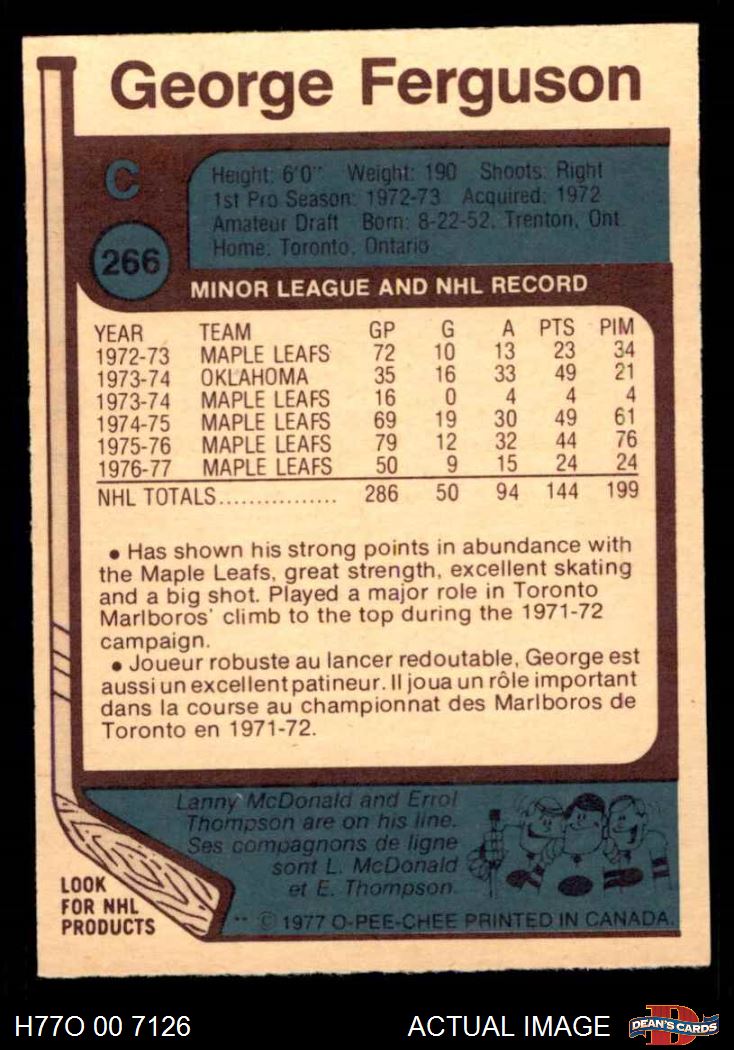 George Ferguson
C
Height: 6'0" Weight: 190 Shoots: Right
1st Pro Season: 1972-73 Acquired: 1972
Amateur Draft Born: 8-22-52, Trenton, Ont
Home: Toronto, Ontario
266
MINOR LEAGUE AND NHL RECORD
YEAR TEAM GP G A PTS PIM
1972-73 MAPLE LEAFS 72 10 13 23 34
1973-74 OKLAHOMA 35 16 33 49 21
1973-74 MAPLE LEAFS 16 0 4 4 4
1974-75 MAPLE LEAFS 69 19 30 49 61
1975-76 MAPLE LEAFS 79 12 32 44 76
1976-77 MAPLE LEAFS 50 9 15 24 24
NHL TOTALS................ 286 50 94 144 199
• Has shown his strong points in abundance with
the Maple Leafs, great strength, excellent skating
and a big shot. Played a major role in Toronto
Marlboros' climb to the top during the 1971-72
campaign.
• Joueur robuste au lancer redoutable, George est
aussi un excellent patineur. Il joua un rôle important
dans la course au championnat des Marlboros de
Toronto en 1971-72.
Lanny McDonald and Errol
Thompson are on his line.
Ses compagnons de ligne
sont L. McDonald
et E. Thompson.
LOOK
FOR NHL
PRODUCTS
** © 1977 O-PEE-CHEE PRINTED IN CANADA.
H77O 00 7126
ACTUAL IMAGE
DEAN'S CARDS